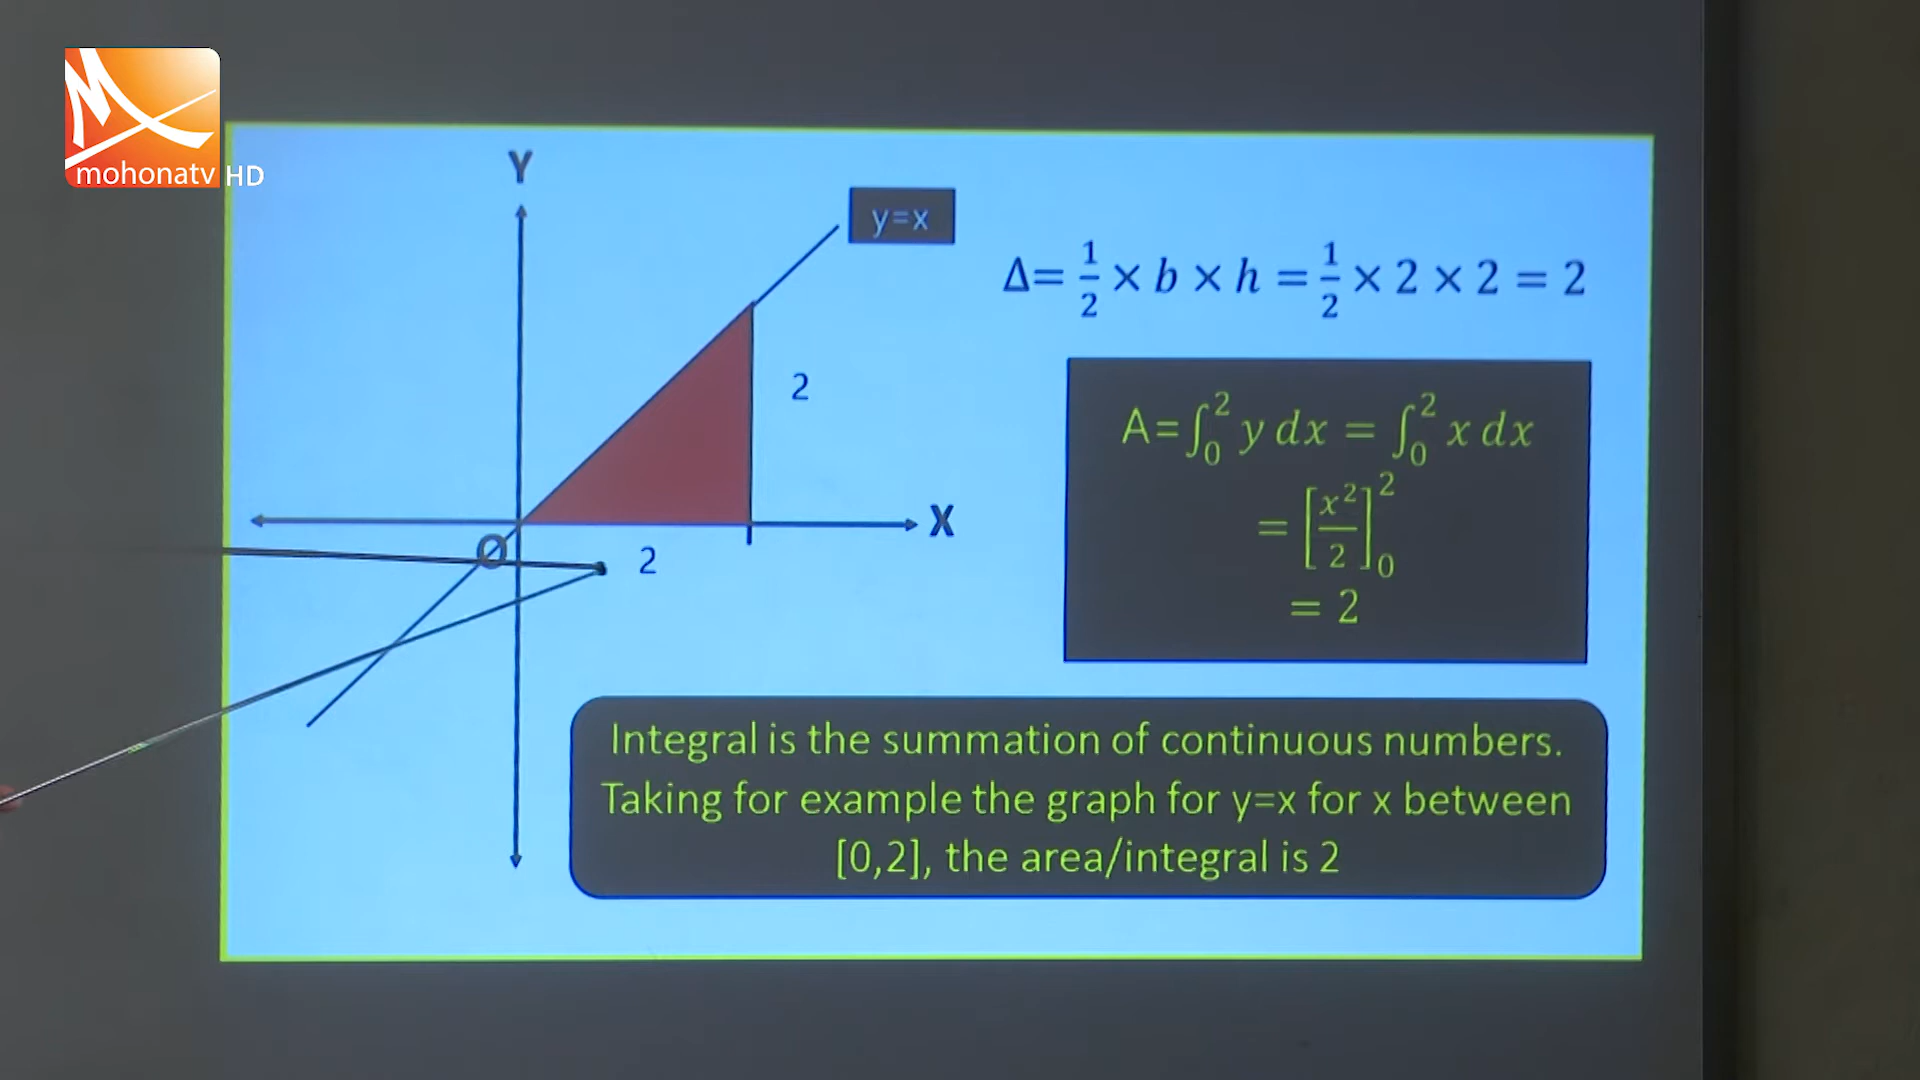 mohonatv HD
Y
y=x
Δ= 1/2 × b × h = 1/2 × 2 × 2 = 2
2
A=∫₀² y dx = ∫₀² x dx
= [x²/2]₀²
= 2
X
O
2
Integral is the summation of continuous numbers.
Taking for example the graph for y=x for x between
[0,2], the area/integral is 2